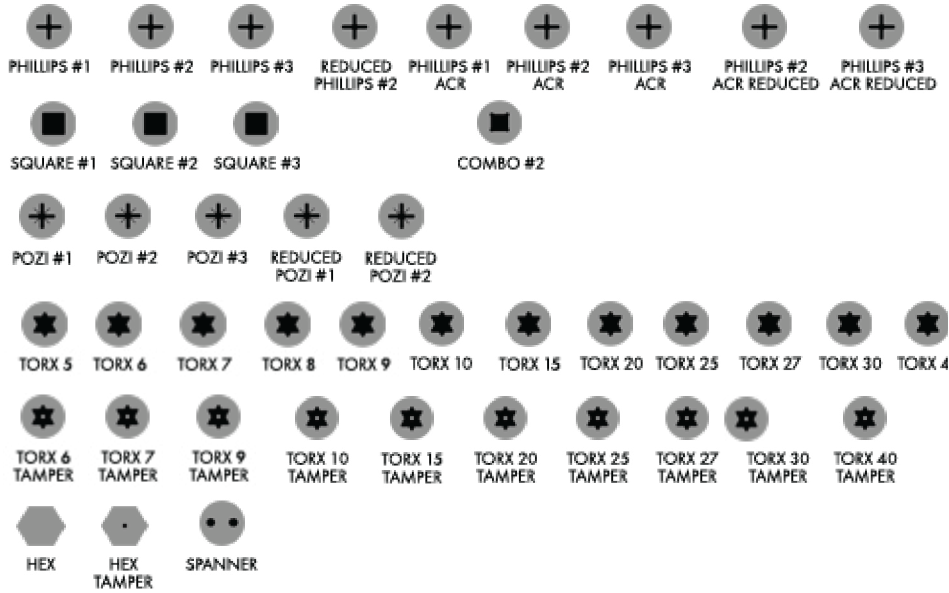 PHILLIPS #1 PHILLIPS #2 PHILLIPS #3 REDUCED PHILLIPS #2 PHILLIPS #1 ACR PHILLIPS #2 ACR PHILLIPS #3 ACR PHILLIPS #2 ACR REDUCED PHILLIPS #3 ACR REDUCED
SQUARE #1 SQUARE #2 SQUARE #3 COMBO #2
POZI #1 POZI #2 POZI #3 REDUCED POZI #1 REDUCED POZI #2
TORX 5 TORX 6 TORX 7 TORX 8 TORX 9 TORX 10 TORX 15 TORX 20 TORX 25 TORX 27 TORX 30 TORX 4
TORX 6 TAMPER TORX 7 TAMPER TORX 9 TAMPER TORX 10 TAMPER TORX 15 TAMPER TORX 20 TAMPER TORX 25 TAMPER TORX 27 TAMPER TORX 30 TAMPER TORX 40 TAMPER
HEX HEX TAMPER SPANNER